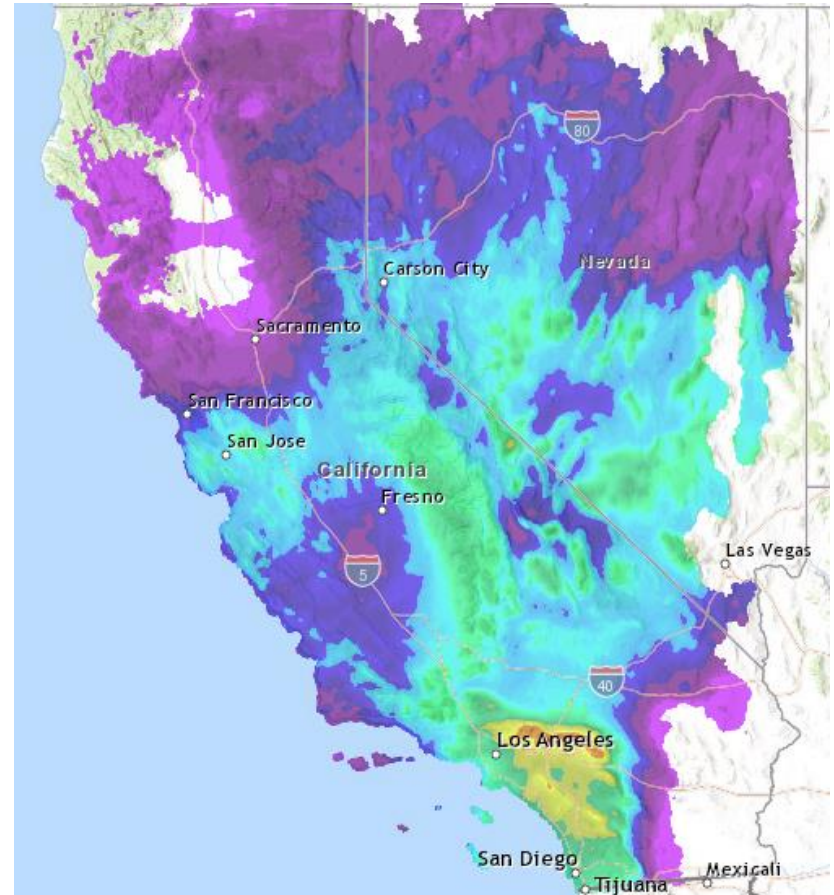 80
Carson City
Nevada
Sacramento
San Francisco
San Jose
California
Fresno
Las Vegas
5
40
Los Angeles
San Diego
Mexicali
Tijuana